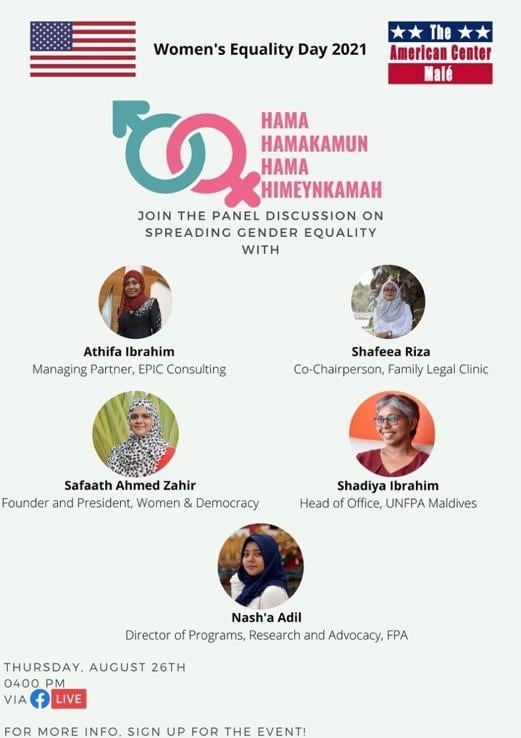 Women's Equality Day 2021
The
American Center
Malé
HAMA
HAMAKAMUN
HAMA
HIMEYNKAMAH
JOIN THE PANEL DISCUSSION ON
SPREADING GENDER EQUALITY
WITH
Athifa Ibrahim
Managing Partner, EPIC Consulting
Shafeea Riza
Co-Chairperson, Family Legal Clinic
Safaath Ahmed Zahir
Founder and President, Women & Democracy
Shadiya Ibrahim
Head of Office, UNFPA Maldives
Nash'a Adil
Director of Programs, Research and Advocacy, FPA
THURSDAY, AUGUST 26TH
0400 PM
VIA f LIVE
FOR MORE INFO, SIGN UP FOR THE EVENT!